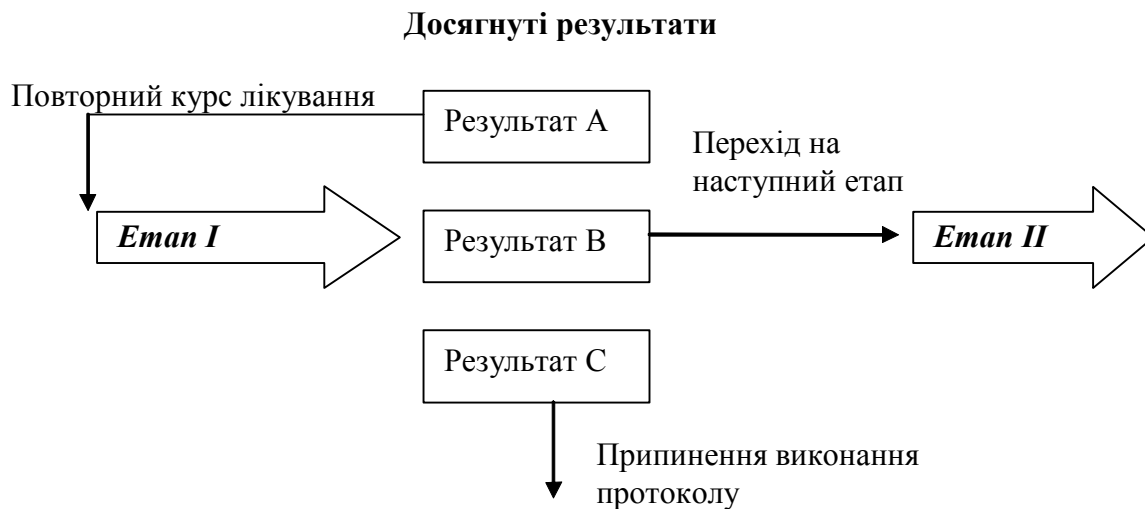 Досягнуті результати
Повторний курс лікування
Результат А
Перехід на
наступний етап
Етап I
Результат В
Етап II
Результат С
Припинення виконання
протоколу